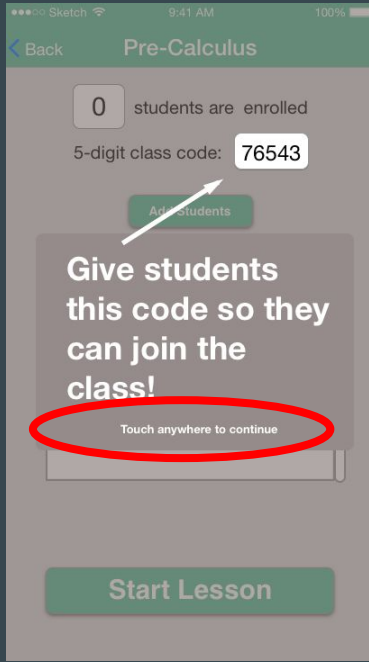 Sketch 9:41 AM 100%
Back Pre-Calculus
0 students are enrolled
5-digit class code: 76543
Add Students
Give students
this code so they
can join the
class!
Touch anywhere to continue
Start Lesson